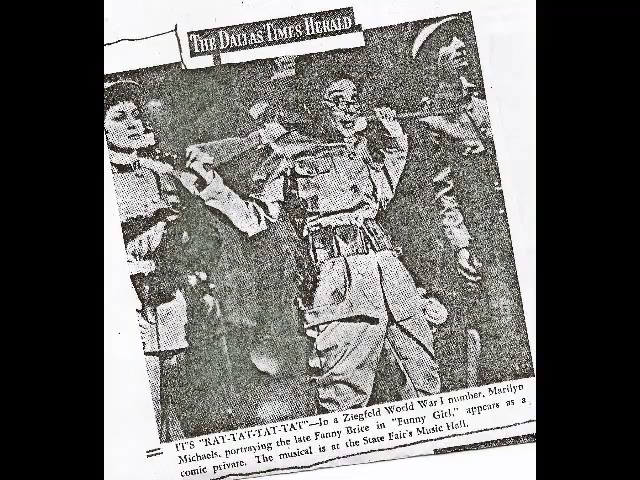 THE DALLAS TIMES HERALD
IT'S "RAT-TAT-TAT-TAT"—In a Ziegfeld World War I number, Marilyn
Michaels, portraying the late Fanny Brice in "Funny Girl," appears as a
comic private. The musical is at the State Fair's Music Hall.